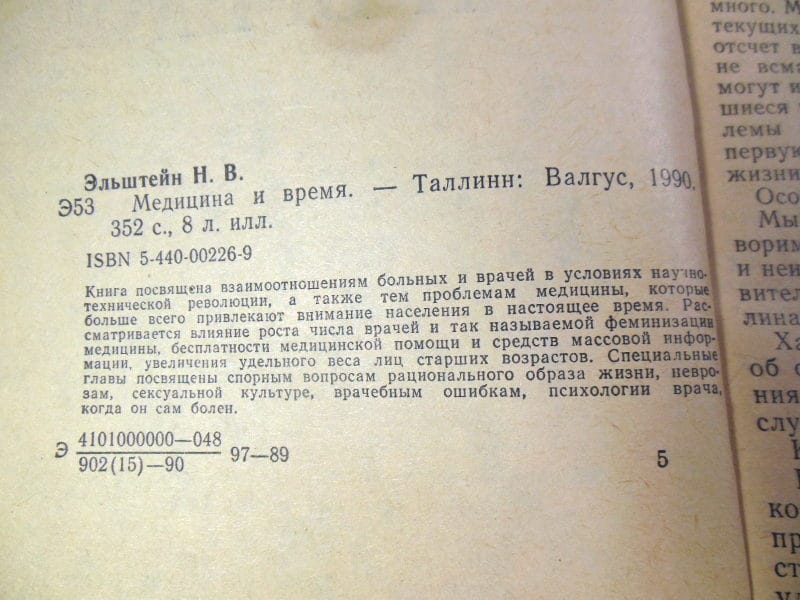 Эльштейн Н. В.
Э53 Медицина и время. — Таллинн: Валгус, 1990.
352 с., 8 л. илл.
ISBN 5-440-00226-9
Книга посвящена взаимоотношениям больных и врачей в условиях научно-
технической революции, а также тем проблемам медицины, которые
больше всего привлекают внимание населения в настоящее время. Рас-
сматривается влияние роста числа врачей и так называемой феминизации
медицины, бесплатности медицинской помощи и средств массовой инфор-
мации, увеличения удельного веса лиц старших возрастов. Специальные
главы посвящены спорным вопросам рационального образа жизни, невро-
зам, сексуальной культуре, врачебным ошибкам, психологии врача,
когда он сам болен.
Э 4101000000—048
902(15)—90 97—89
5
много. М
текущих
отсчет в
не всма
могут и
шиеся
лемы
первую
жизни
Осо
Мы
ворим
и неи
вител
лина
Ха
об о
ния
слу
ко
пр
ст